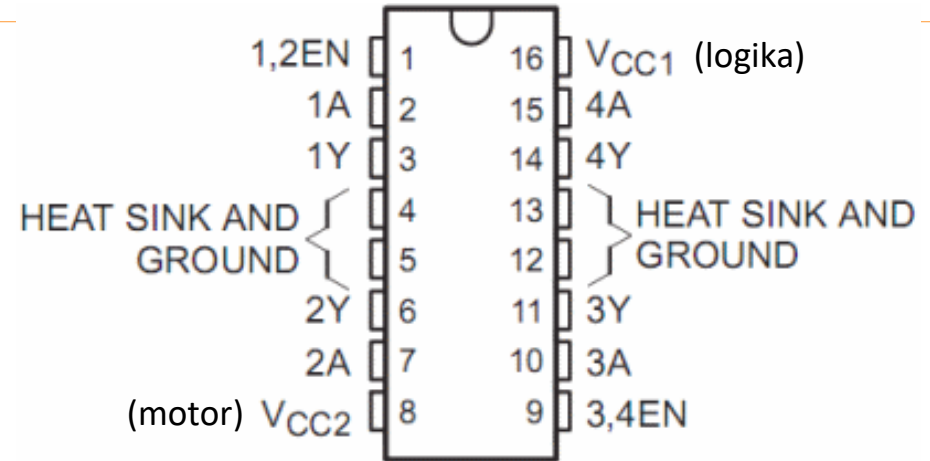 1,2EN 1 16 VCC1 (logika)
1A 2 15 4A
1Y 3 14 4Y
HEAT SINK AND 4 13 HEAT SINK AND
GROUND 5 12 GROUND
2Y 6 11 3Y
2A 7 10 3A
(motor) VCC2 8 9 3,4EN